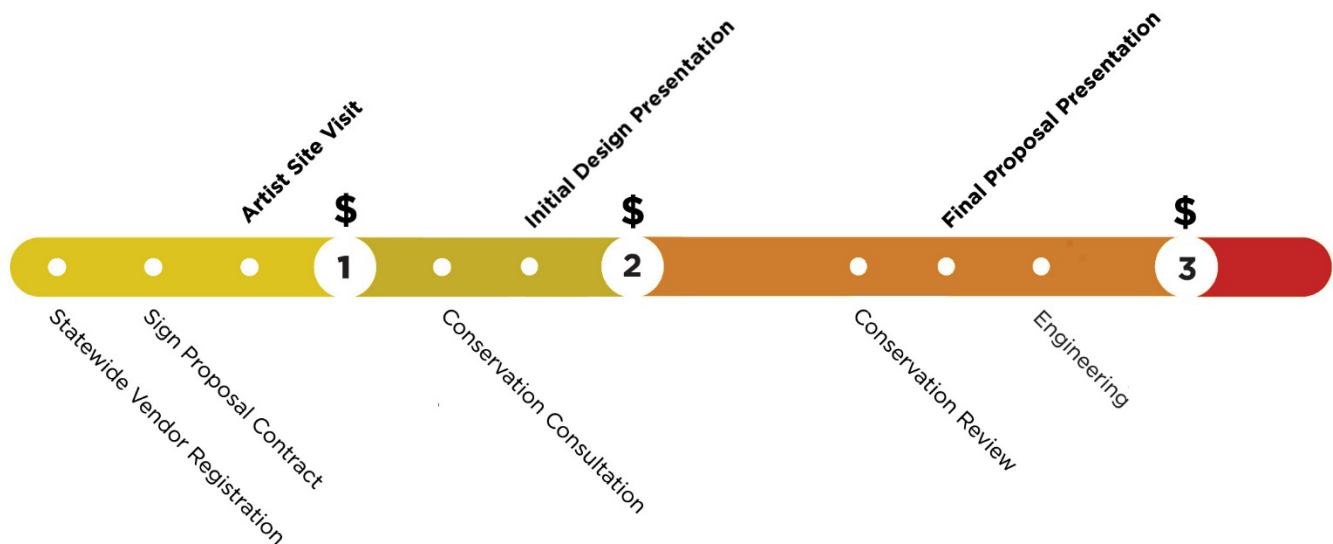 Artist Site Visit
Initial Design Presentation
Final Proposal Presentation
$
$
$
1
2
3
Statewide Vendor Registration
Sign Proposal Contract
Conservation Consultation
Conservation Review
Engineering